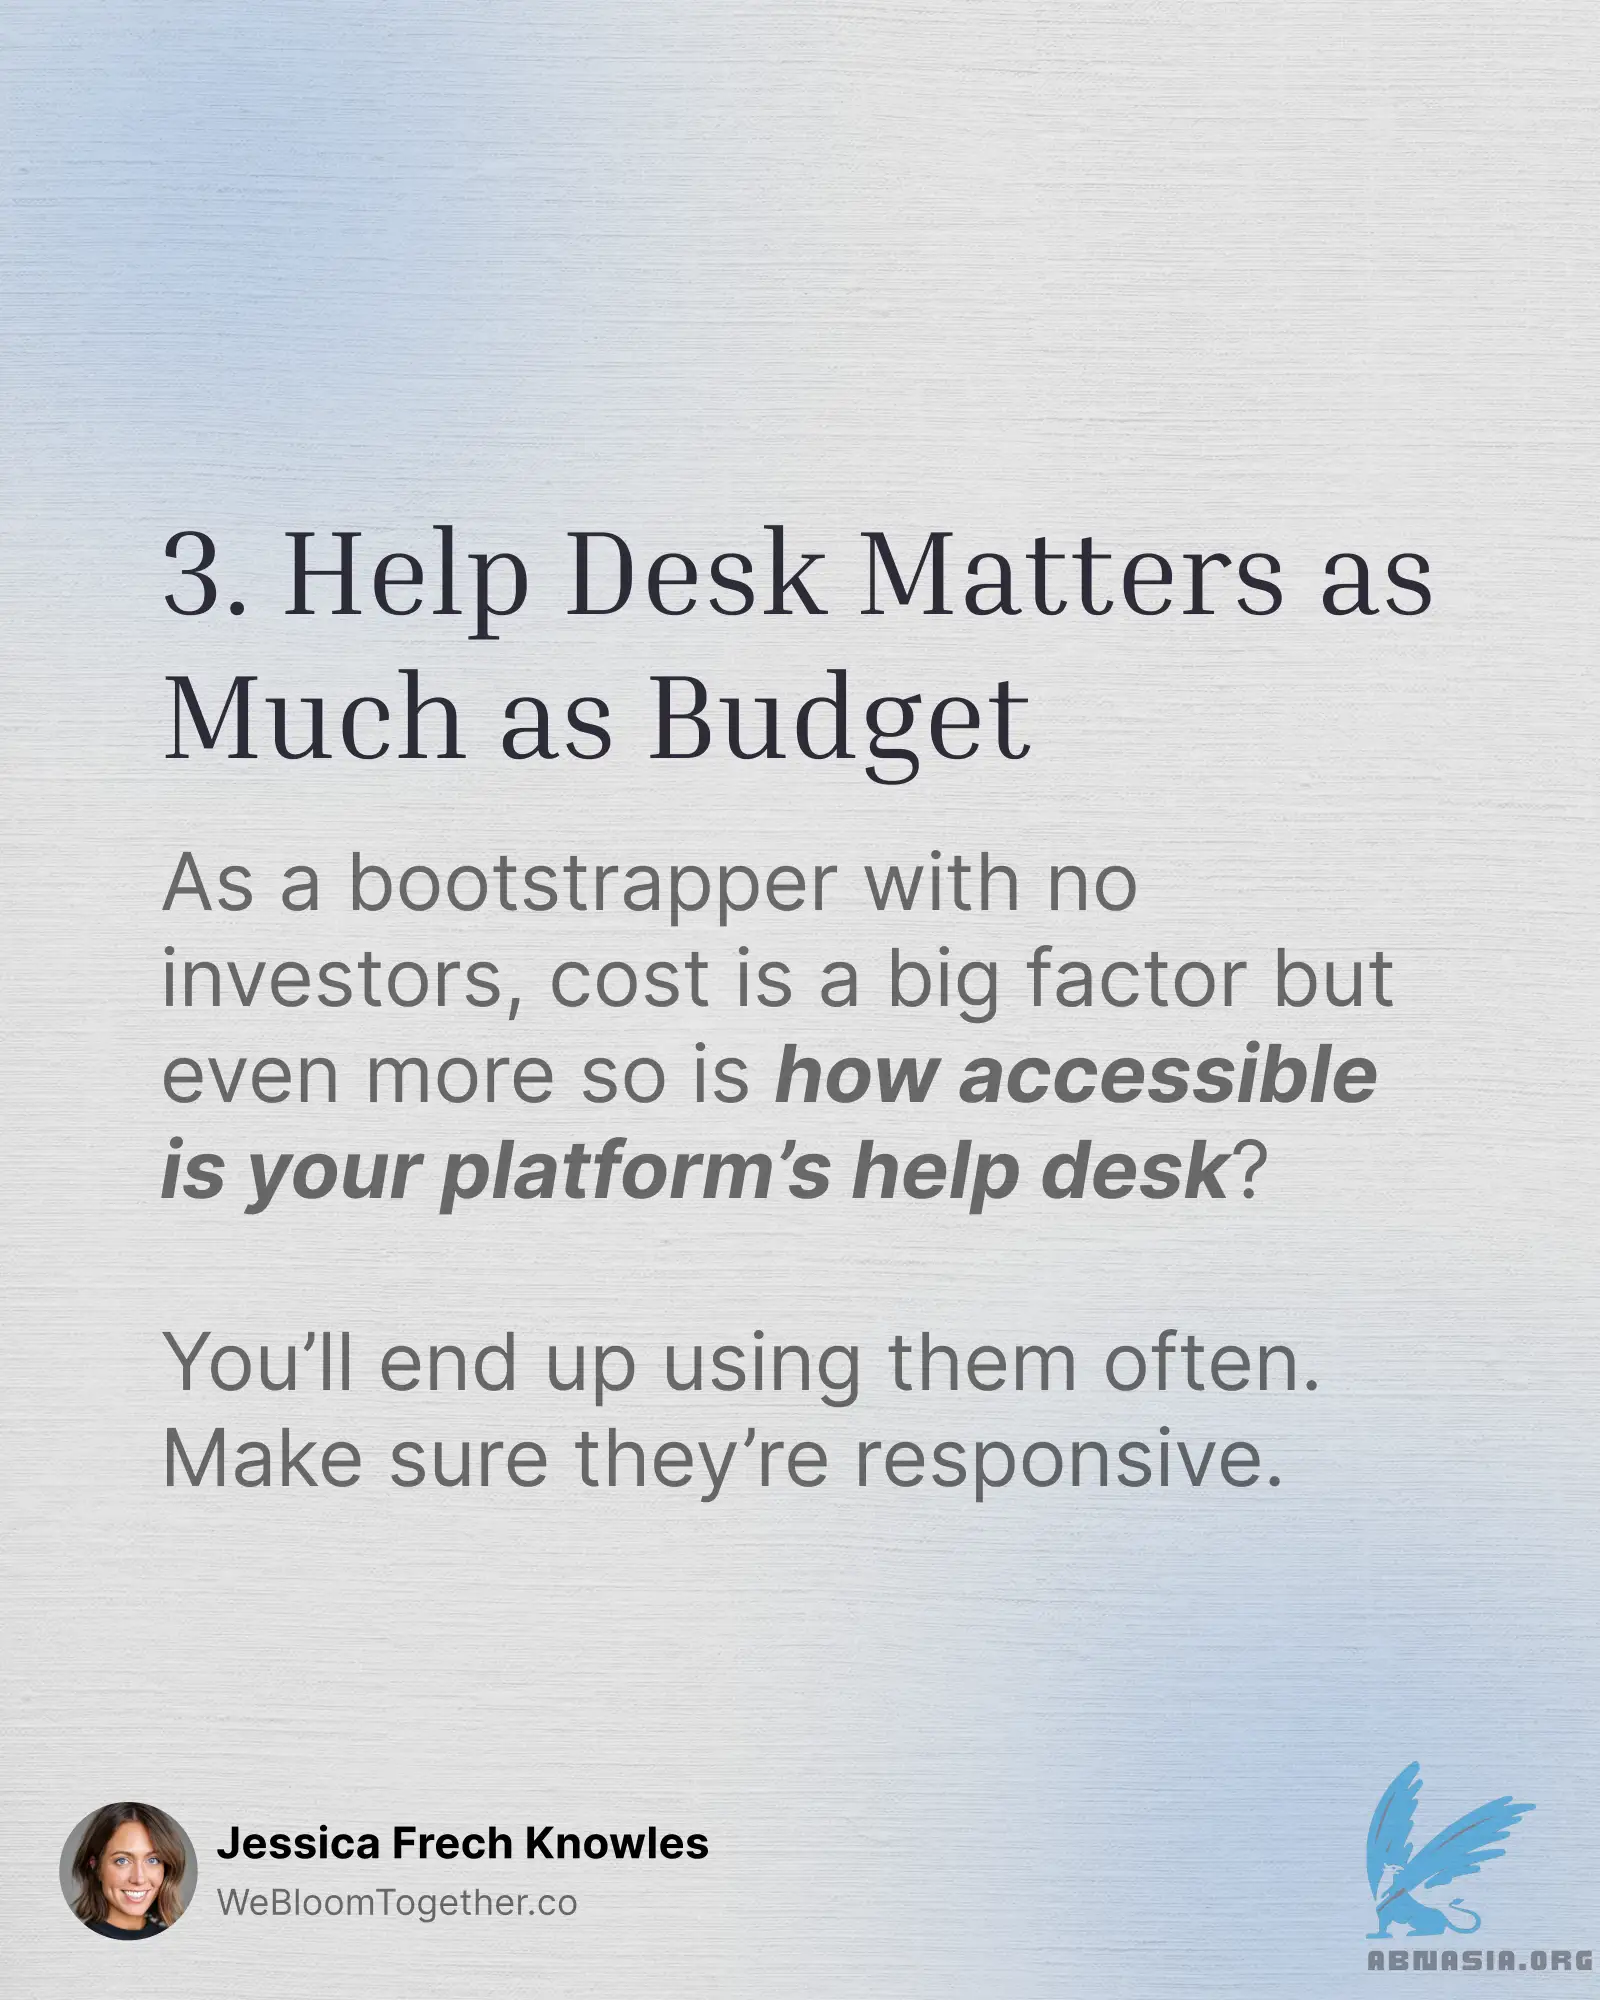 3. Help Desk Matters as
Much as Budget
As a bootstrapper with no
investors, cost is a big factor but
even more so is how accessible
is your platform’s help desk?
You’ll end up using them often.
Make sure they’re responsive.
Jessica Frech Knowles
WeBloomTogether.co
ABNASIA.ORG